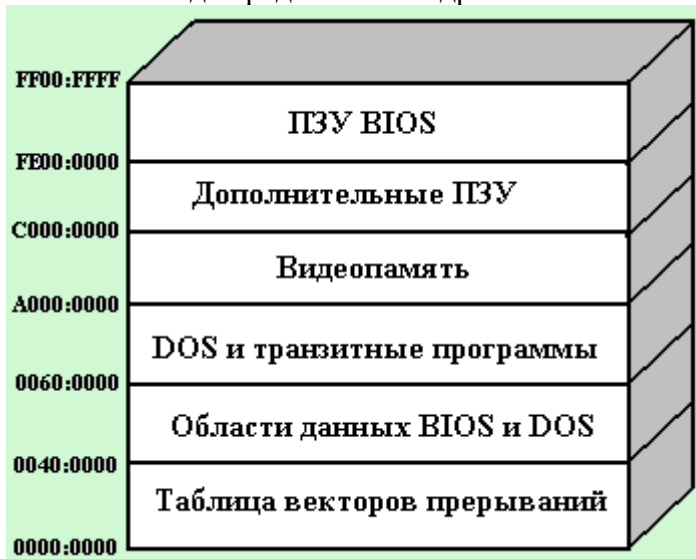 FF00:FFFF
ПЗУ BIOS
FE00:0000
Дополнительные ПЗУ
C000:0000
Видеопамять
A000:0000
DOS и транзитные программы
0060:0000
Области данных BIOS и DOS
0040:0000
Таблица векторов прерываний
0000:0000